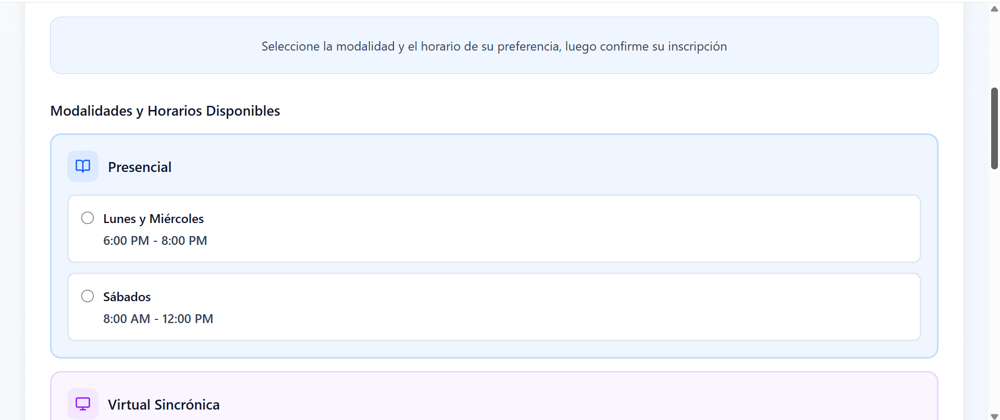 Seleccione la modalidad y el horario de su preferencia, luego confirme su inscripción
Modalidades y Horarios Disponibles
Presencial
Lunes y Miércoles
6:00 PM - 8:00 PM
Sábados
8:00 AM - 12:00 PM
Virtual Sincrónica